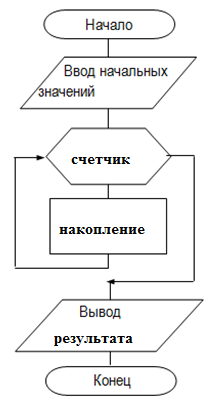 Начало
Ввод начальных
значений
счетчик
накопление
Вывод
результата
Конец